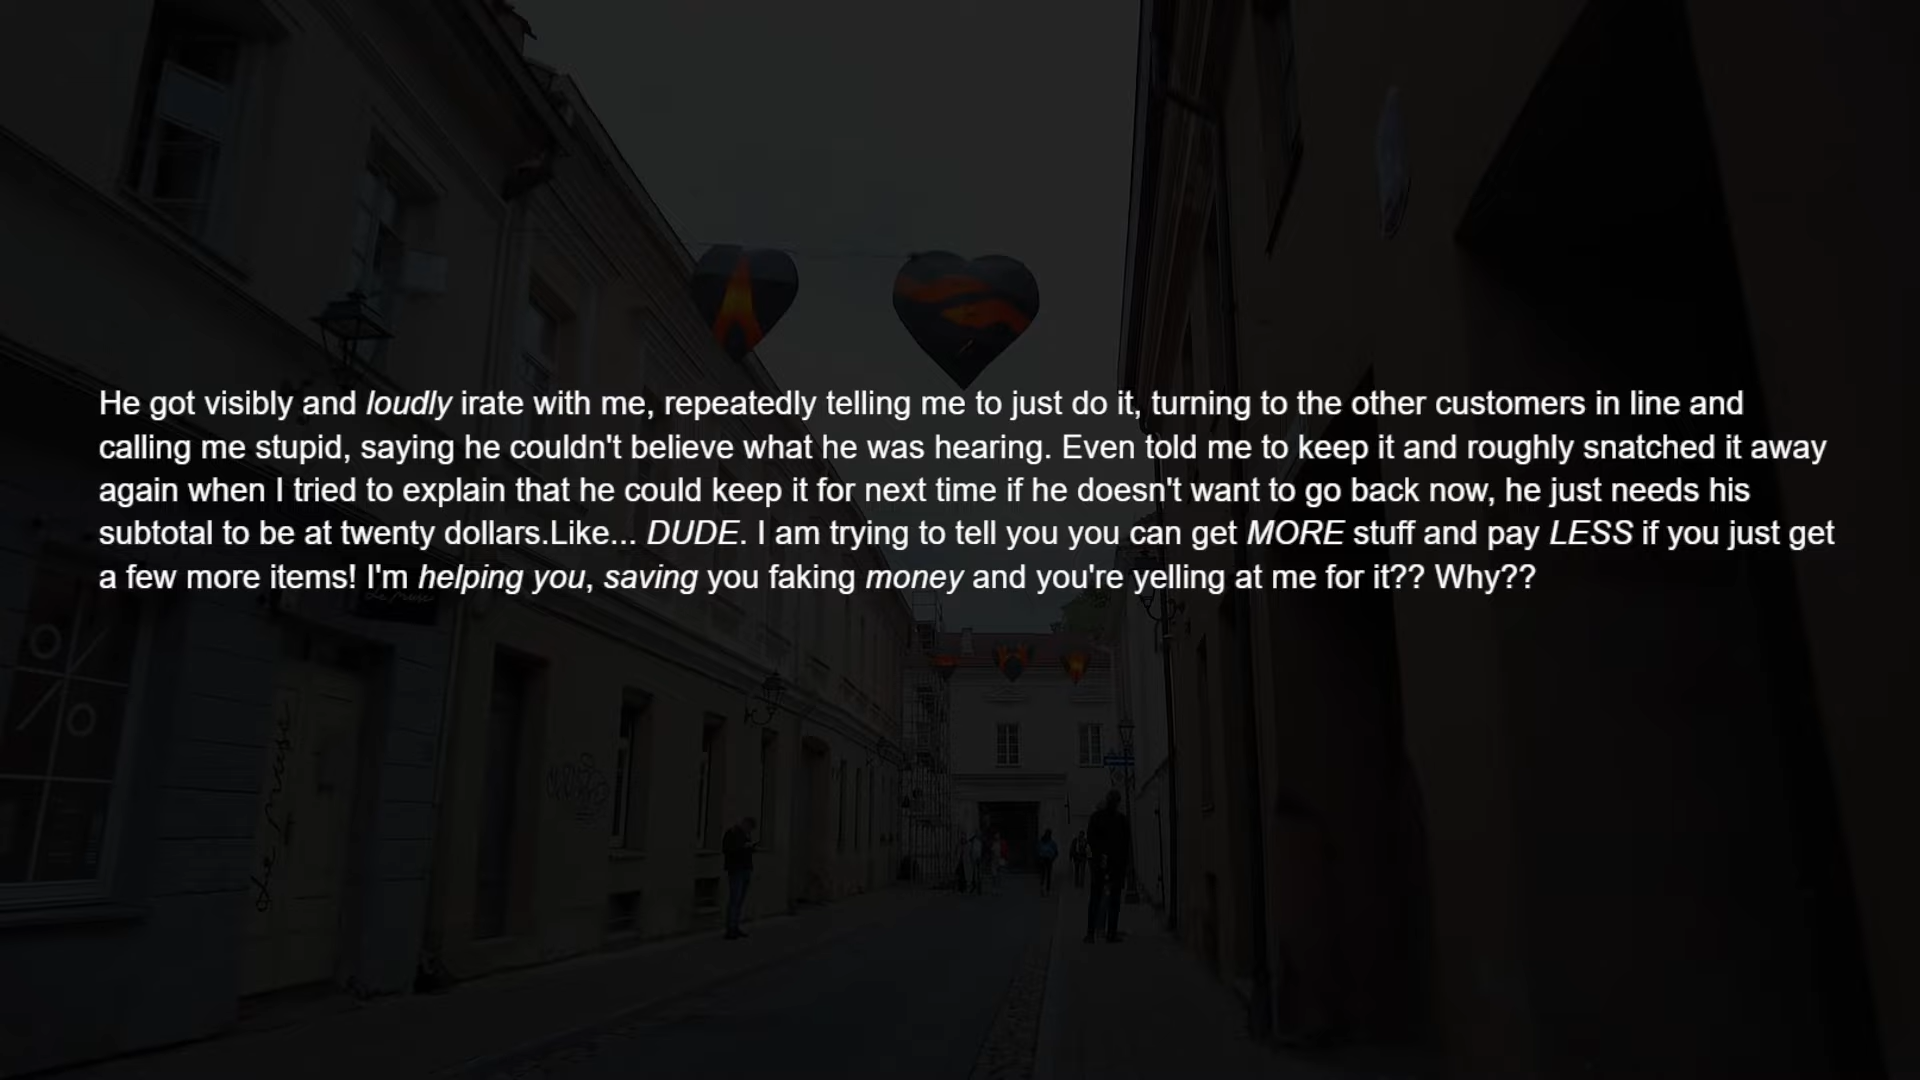 He got visibly and loudly irate with me, repeatedly telling me to just do it, turning to the other customers in line and
calling me stupid, saying he couldn't believe what he was hearing. Even told me to keep it and roughly snatched it away
again when I tried to explain that he could keep it for next time if he doesn't want to go back now, he just needs his
subtotal to be at twenty dollars.Like... DUDE. I am trying to tell you you can get MORE stuff and pay LESS if you just get
a few more items! I'm helping you, saving you faking money and you're yelling at me for it?? Why??
Le Muse
%